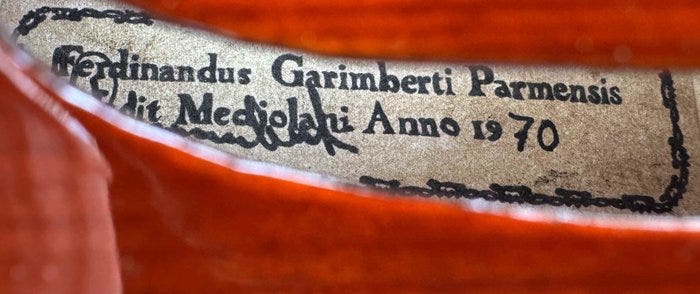 Ferdinandus Garimberti Parmensis
Mediolani Anno 1970